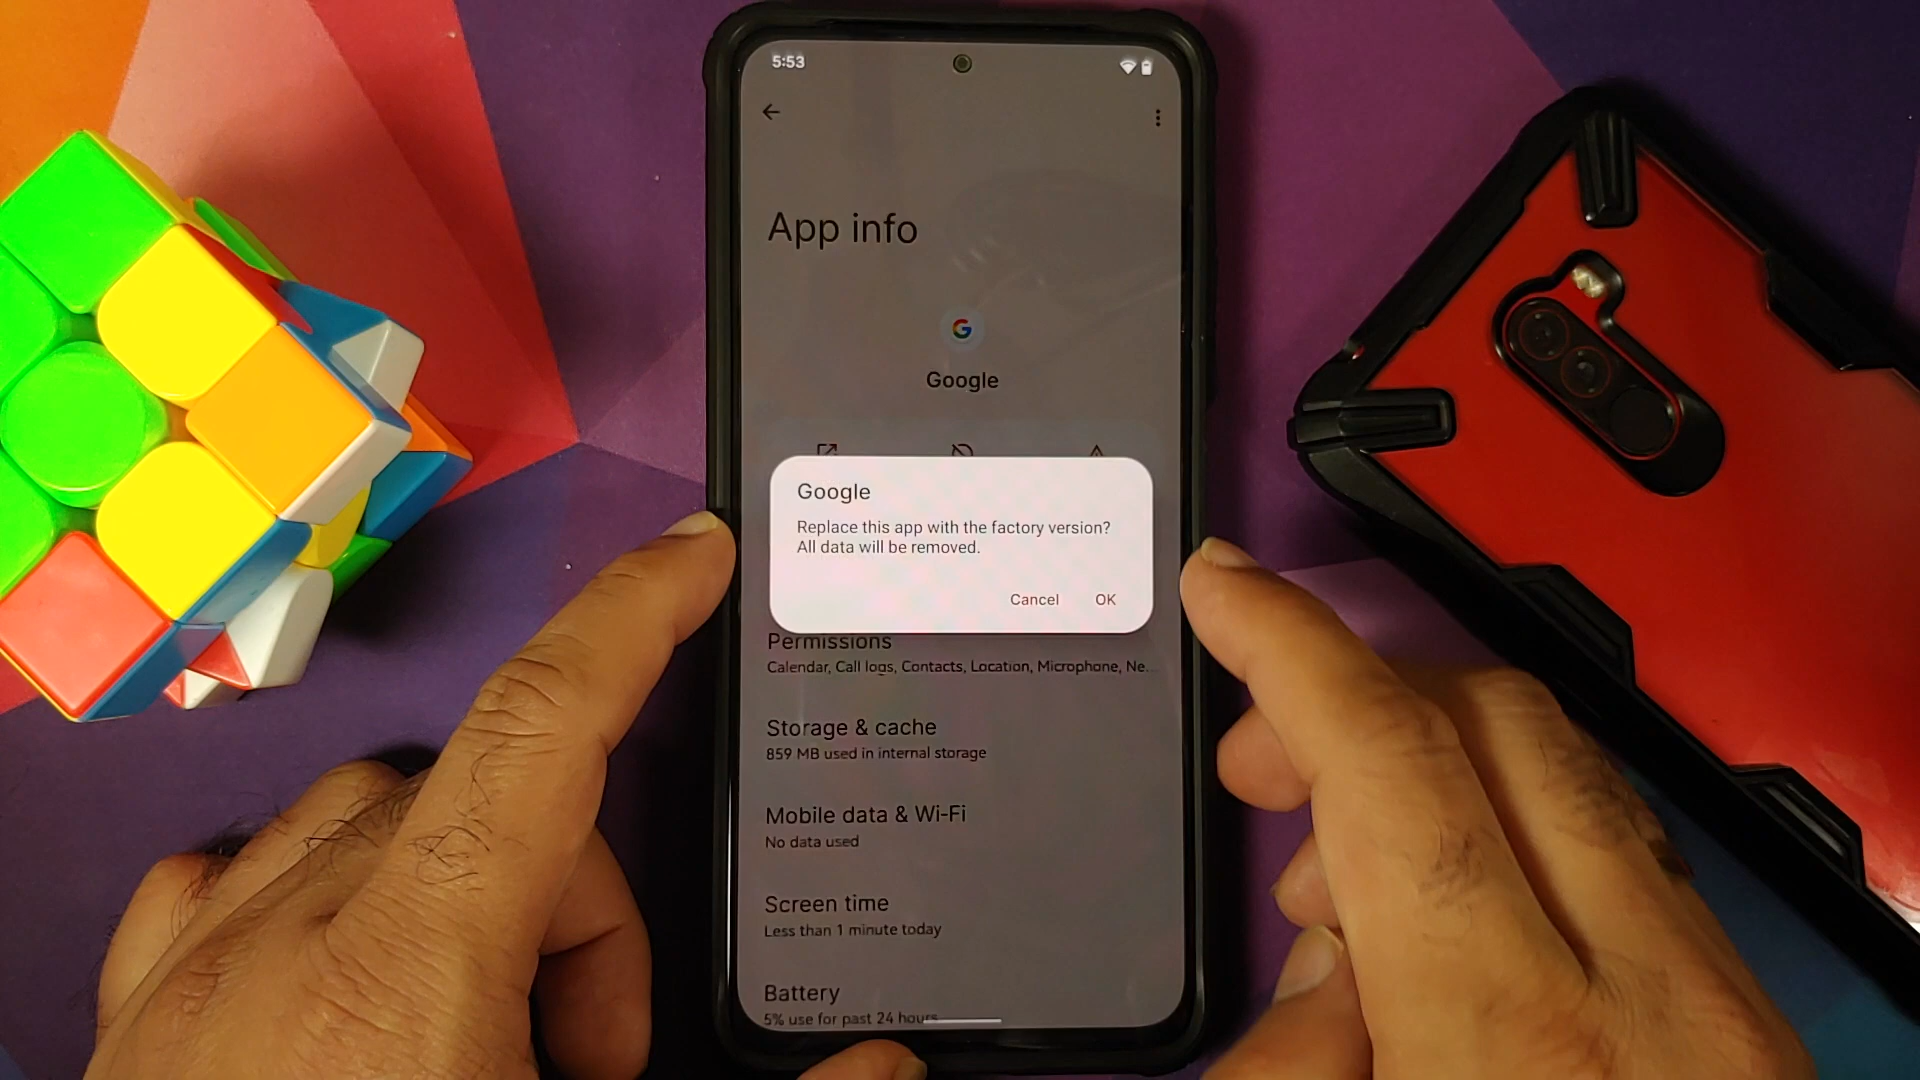 5:53
App info
Google
Google
Replace this app with the factory version?
All data will be removed.
Cancel OK
Permissions
Calendar, Call logs, Contacts, Location, Microphone, Ne...
Storage & cache
859 MB used in internal storage
Mobile data & Wi-Fi
No data used
Screen time
Less than 1 minute today
Battery
5% use for past 24 hours